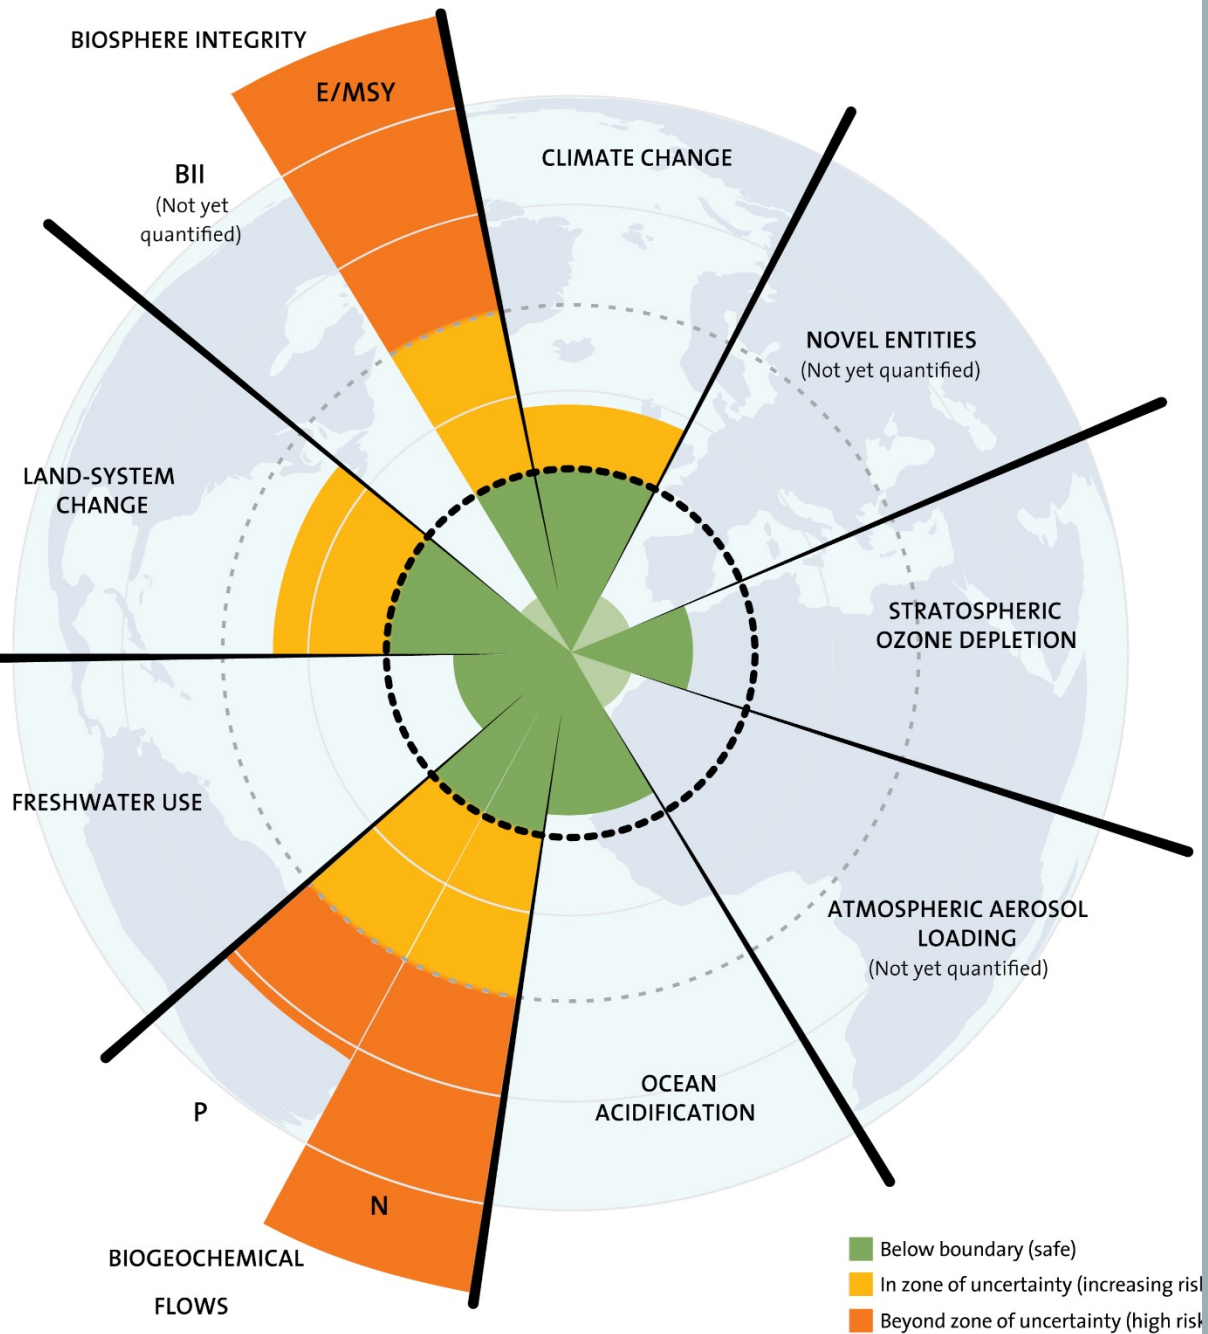 BIOSPHERE INTEGRITY
E/MSY
CLIMATE CHANGE
BII
(Not yet
quantified)
NOVEL ENTITIES
(Not yet quantified)
LAND-SYSTEM
CHANGE
STRATOSPHERIC
OZONE DEPLETION
FRESHWATER USE
ATMOSPHERIC AEROSOL
LOADING
(Not yet quantified)
OCEAN
ACIDIFICATION
P
N
BIOGEOCHEMICAL
FLOWS
Below boundary (safe)
In zone of uncertainty (increasing risk
Beyond zone of uncertainty (high risk